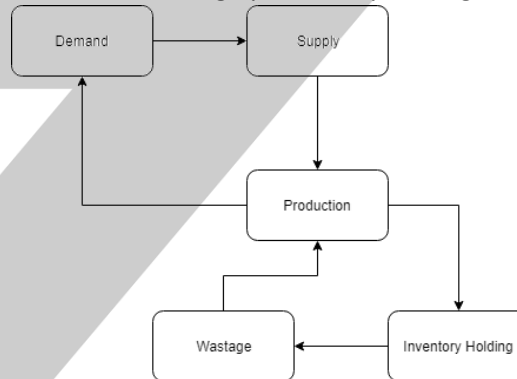 Demand
Supply
Production
Wastage
Inventory Holding